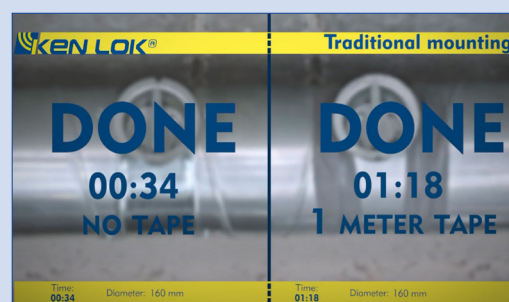 KEN LOK®
DONE
00:34
NO TAPE
Time:
00:34
Diameter: 160 mm
Traditional mounting
DONE
01:18
1 METER TAPE
Time:
01:18
Diameter: 160 mm